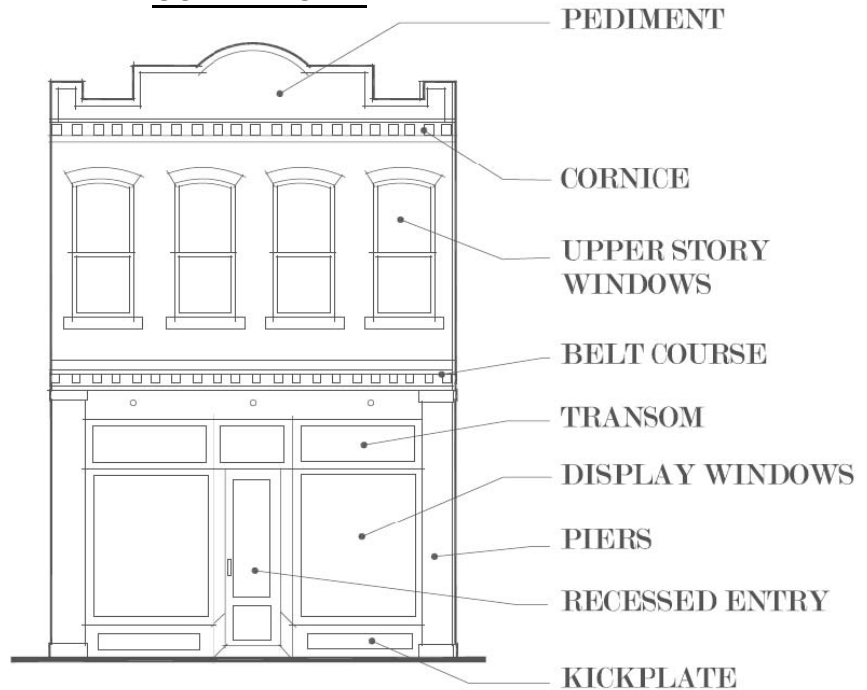 PEDIMENT
CORNICE
UPPER STORY
WINDOWS
BELT COURSE
TRANSOM
DISPLAY WINDOWS
PIERS
RECESSED ENTRY
KICKPLATE